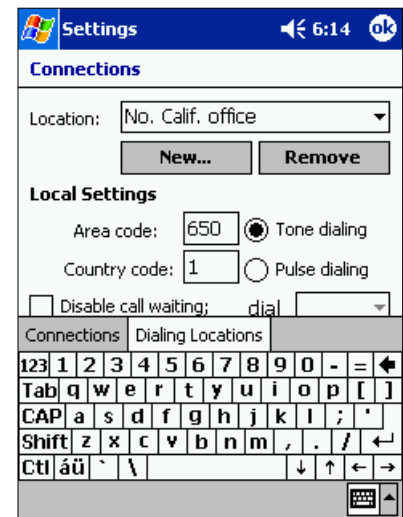 Settings 6:14 ok
Connections
Location: No. Calif. office
New... Remove
Local Settings
Area code: 650 Tone dialing
Country code: 1 Pulse dialing
Disable call waiting; dial
Connections Dialing Locations
123 1 2 3 4 5 6 7 8 9 0 - = ←
Tab q w e r t y u i o p [ ]
CAP a s d f g h j k l ; '
Shift z x c v b n m , . / ↵
Ctl áü ` \ ↓ ↑ ← →